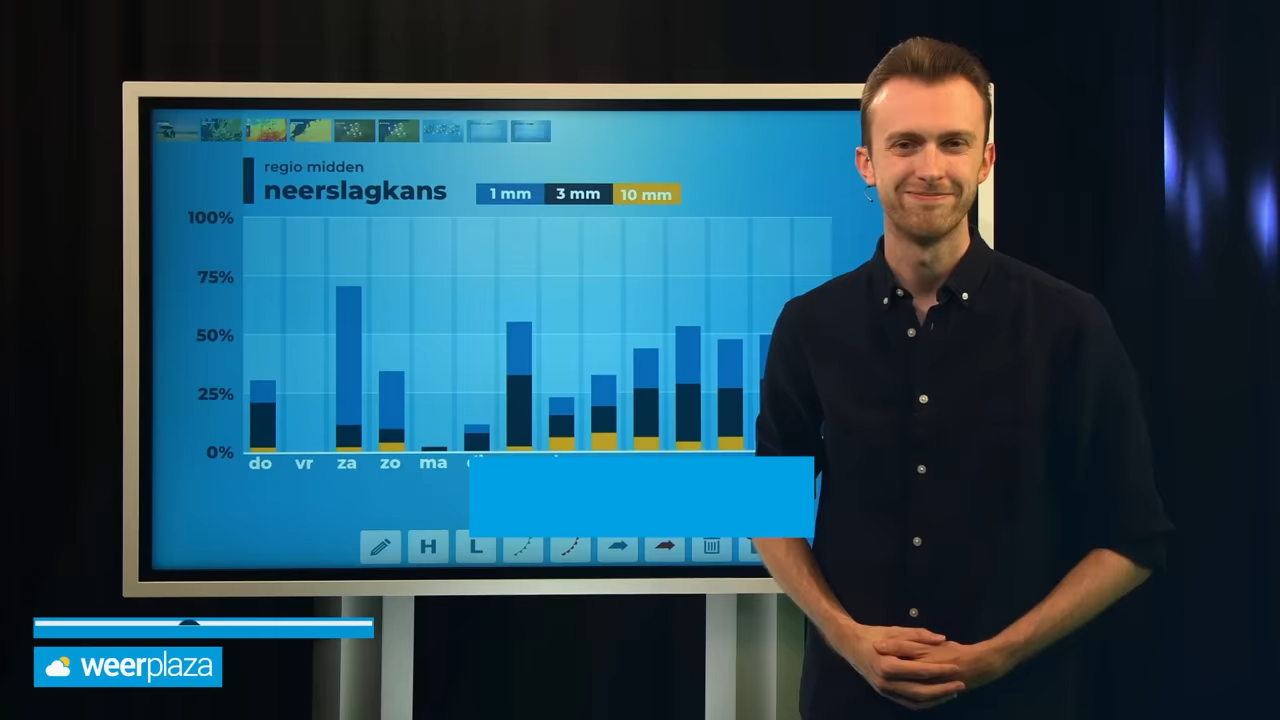 regio midden
neerslagkans
1 mm 3 mm 10 mm
100%
75%
50%
25%
0%
do vr za zo ma
H L
weerplaza